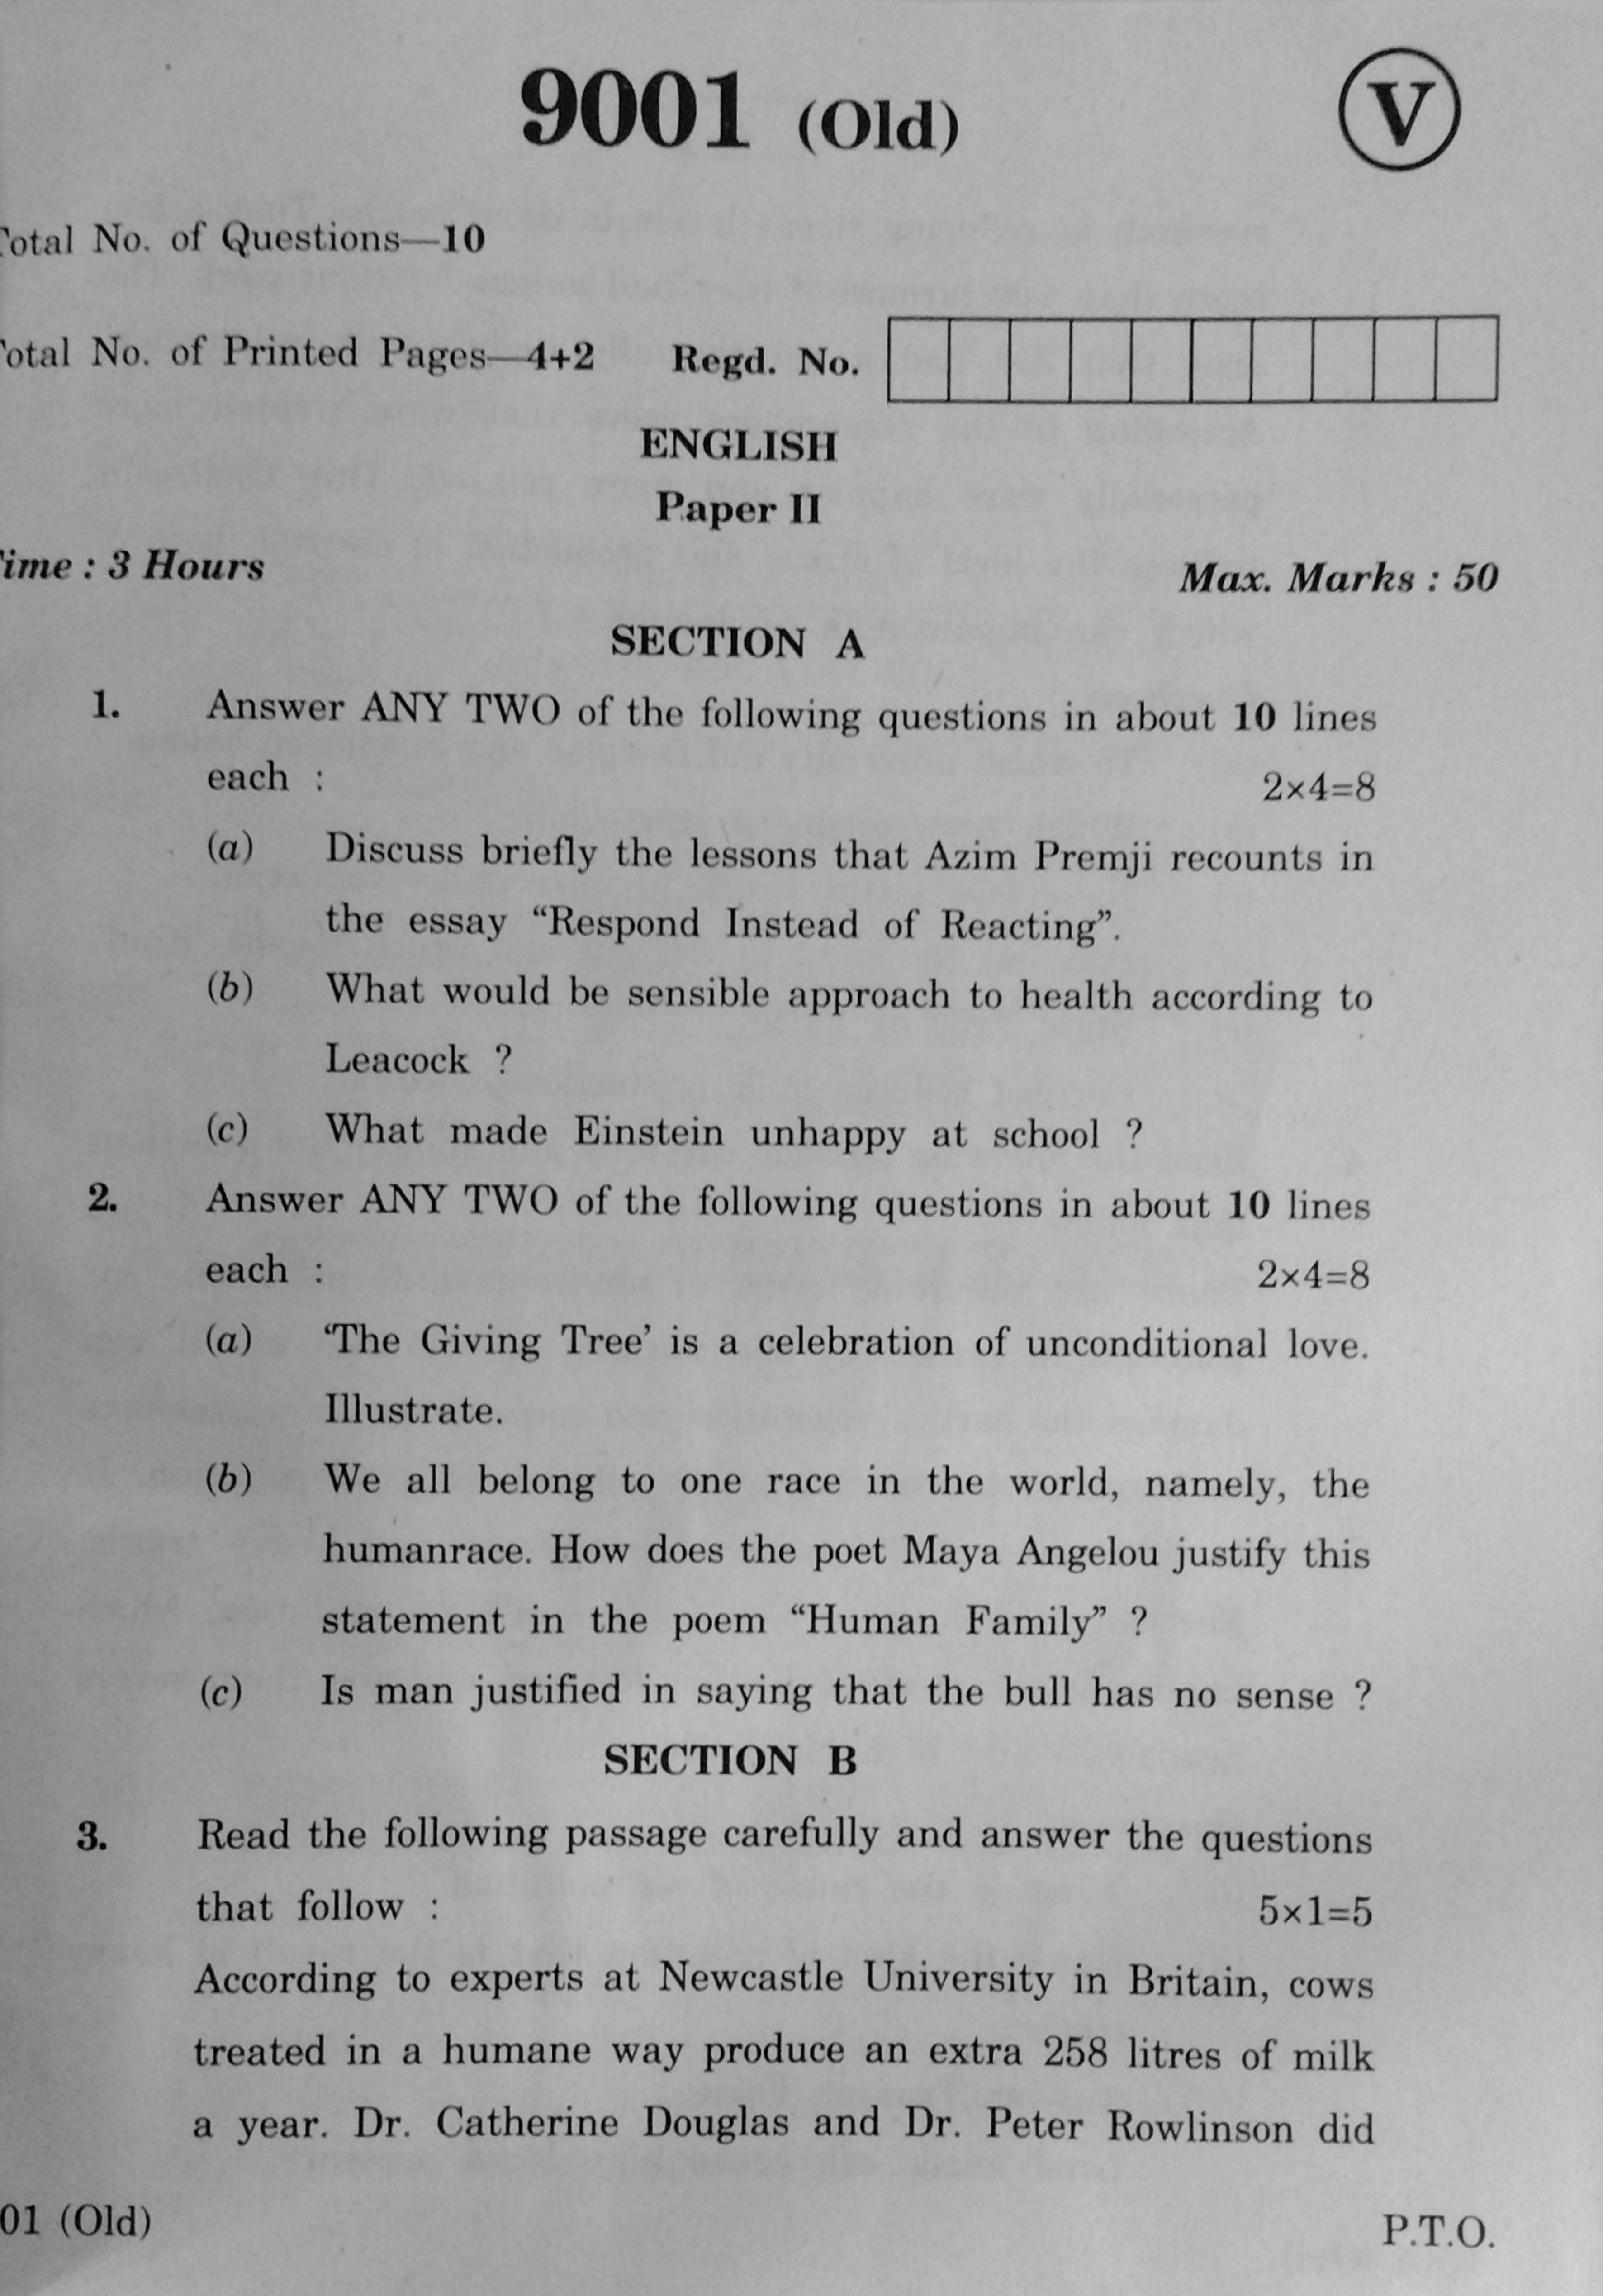 9001 (Old)
V
Total No. of Questions—10
Total No. of Printed Pages—4+2 Regd. No.
ENGLISH
Paper II
Time : 3 Hours Max. Marks : 50
SECTION A
1. Answer ANY TWO of the following questions in about 10 lines
each : 2×4=8
(a) Discuss briefly the lessons that Azim Premji recounts in
the essay “Respond Instead of Reacting”.
(b) What would be sensible approach to health according to
Leacock ?
(c) What made Einstein unhappy at school ?
2. Answer ANY TWO of the following questions in about 10 lines
each : 2×4=8
(a) ‘The Giving Tree’ is a celebration of unconditional love.
Illustrate.
(b) We all belong to one race in the world, namely, the
humanrace. How does the poet Maya Angelou justify this
statement in the poem “Human Family” ?
(c) Is man justified in saying that the bull has no sense ?
SECTION B
3. Read the following passage carefully and answer the questions
that follow : 5×1=5
According to experts at Newcastle University in Britain, cows
treated in a humane way produce an extra 258 litres of milk
a year. Dr. Catherine Douglas and Dr. Peter Rowlinson did
01 (Old) P.T.O.